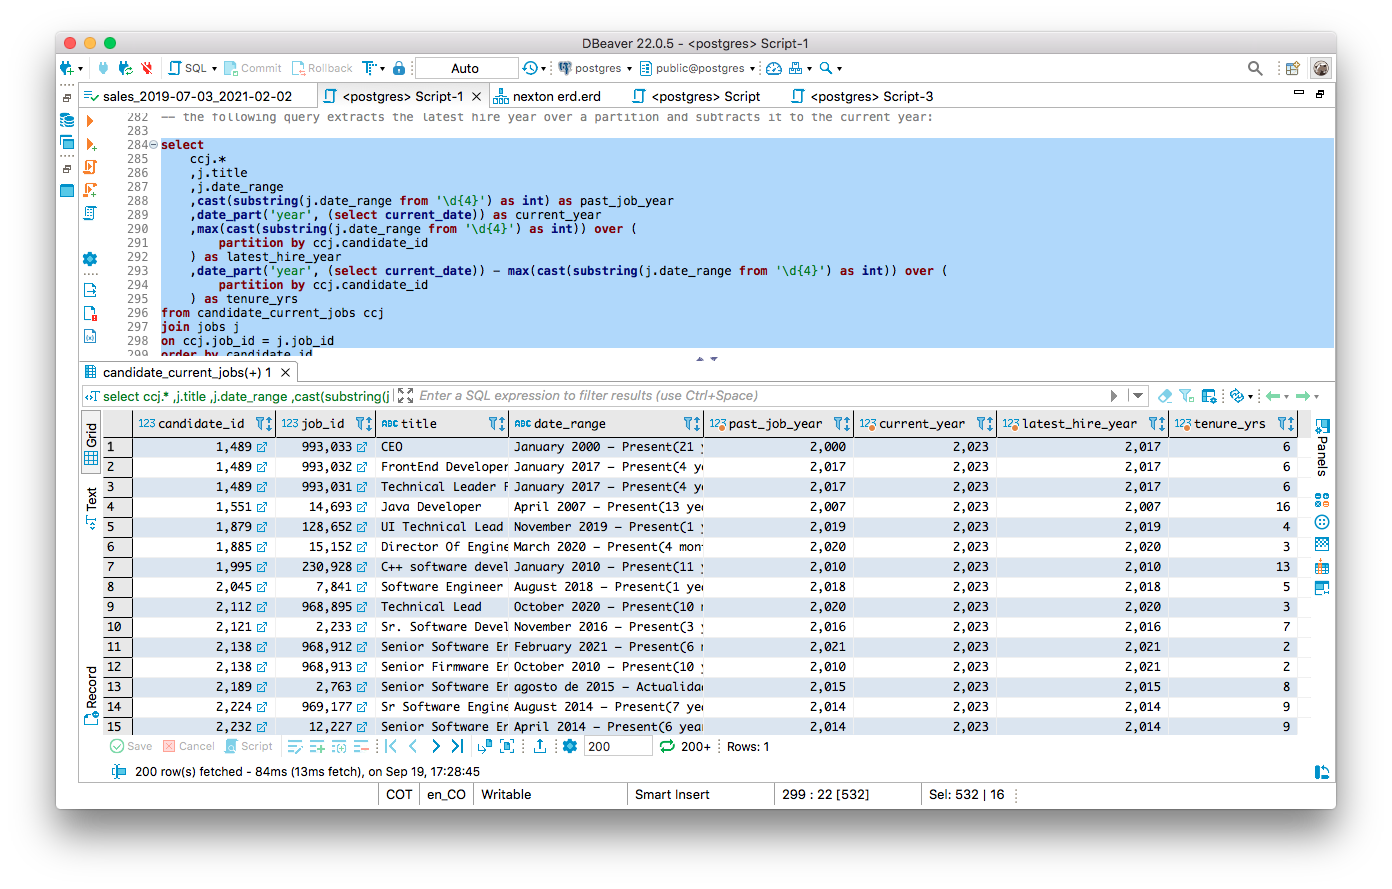 DBeaver 22.0.5 - <postgres> Script-1
SQL Commit Rollback Auto postgres public@postgres
sales_2019-07-03_2021-02-02 <postgres> Script-1 nexton erd.erd <postgres> Script <postgres> Script-3
282 -- the following query extracts the latest hire year over a partition and subtracts it to the current year:
283
284 select
285 ccj.*
286 ,j.title
287 ,j.date_range
288 ,cast(substring(j.date_range from '\d{4}') as int) as past_job_year
289 ,date_part('year', (select current_date)) as current_year
290 ,max(cast(substring(j.date_range from '\d{4}') as int)) over (
291 partition by ccj.candidate_id
292 ) as latest_hire_year
293 ,date_part('year', (select current_date)) - max(cast(substring(j.date_range from '\d{4}') as int)) over (
294 partition by ccj.candidate_id
295 ) as tenure_yrs
296 from candidate_current_jobs ccj
297 join jobs j
298 on ccj.job_id = j.job_id
299 order by candidate_id
candidate_current_jobs(+) 1
select ccj.* ,j.title ,j.date_range ,cast(substring(j Enter a SQL expression to filter results (use Ctrl+Space)
Grid
Text
Record
Panels
123 candidate_id 123 job_id ABC title ABC date_range 123 past_job_year 123 current_year 123 latest_hire_year 123 tenure_yrs
1 1,489 993,033 CEO January 2000 – Present(21 y 2,000 2,023 2,017 6
2 1,489 993,032 FrontEnd Developer January 2017 – Present(4 ye 2,017 2,023 2,017 6
3 1,489 993,031 Technical Leader F January 2017 – Present(4 ye 2,017 2,023 2,017 6
4 1,551 14,693 Java Developer April 2007 – Present(13 yea 2,007 2,023 2,007 16
5 1,879 128,652 UI Technical Lead November 2019 – Present(1 y 2,019 2,023 2,019 4
6 1,885 15,152 Director Of Engine March 2020 – Present(4 mon 2,020 2,023 2,020 3
7 1,995 230,928 C++ software devel January 2010 – Present(11 y 2,010 2,023 2,010 13
8 2,045 7,841 Software Engineer August 2018 – Present(1 yea 2,018 2,023 2,018 5
9 2,112 968,895 Technical Lead October 2020 – Present(10 m 2,020 2,023 2,020 3
10 2,121 2,233 Sr. Software Devel November 2016 – Present(3 y 2,016 2,023 2,016 7
11 2,138 968,912 Senior Software Er February 2021 – Present(6 m 2,021 2,023 2,021 2
12 2,138 968,913 Senior Firmware Er October 2010 – Present(10 y 2,010 2,023 2,021 2
13 2,189 2,763 Senior Software Er agosto de 2015 – Actualida 2,015 2,023 2,015 8
14 2,224 969,177 Sr Software Engine August 2014 – Present(7 yea 2,014 2,023 2,014 9
15 2,232 12,227 Senior Software Er April 2014 – Present(6 year 2,014 2,023 2,014 9
Save Cancel Script 200 200+ Rows: 1
200 row(s) fetched - 84ms (13ms fetch), on Sep 19, 17:28:45
COT en_CO Writable Smart Insert 299 : 22 [532] Sel: 532 | 16